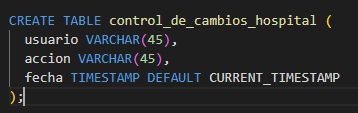 CREATE TABLE control_de_cambios_hospital (
  usuario VARCHAR(45),
  accion VARCHAR(45),
  fecha TIMESTAMP DEFAULT CURRENT_TIMESTAMP
);